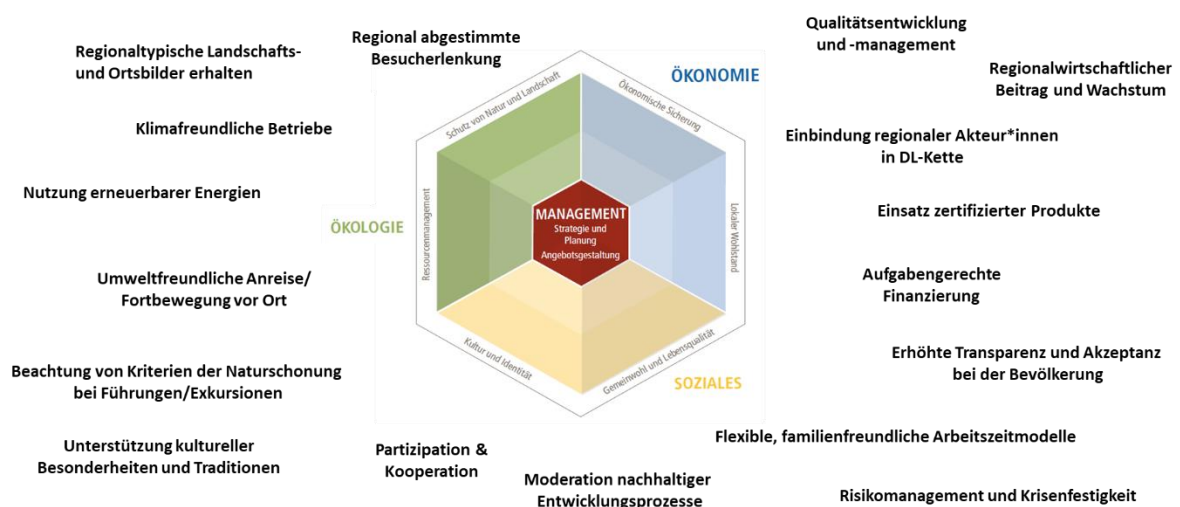 Qualitätsentwicklung
und -management
Regional abgestimmte
Besucherlenkung
Regionaltypische Landschafts-
und Ortsbilder erhalten
ÖKONOMIE
Regionalwirtschaftlicher
Beitrag und Wachstum
Schutz von Natur und Landschaft
Ökonomische Sicherung
Klimafreundliche Betriebe
Einbindung regionaler Akteur*innen
in DL-Kette
Nutzung erneuerbarer Energien
Einsatz zertifizierter Produkte
ÖKOLOGIE
Ressourcenmanagement
MANAGEMENT
Strategie und
Planung
Angebotsgestaltung
Lokaler Wohlstand
Umweltfreundliche Anreise/
Fortbewegung vor Ort
Aufgabengerechte
Finanzierung
Kultur und Identität
Gemeinwohl und Lebensqualität
SOZIALES
Erhöhte Transparenz und Akzeptanz
bei der Bevölkerung
Beachtung von Kriterien der Naturschonung
bei Führungen/Exkursionen
Unterstützung kultureller
Besonderheiten und Traditionen
Partizipation &
Kooperation
Flexible, familienfreundliche Arbeitszeitmodelle
Moderation nachhaltiger
Entwicklungsprozesse
Risikomanagement und Krisenfestigkeit